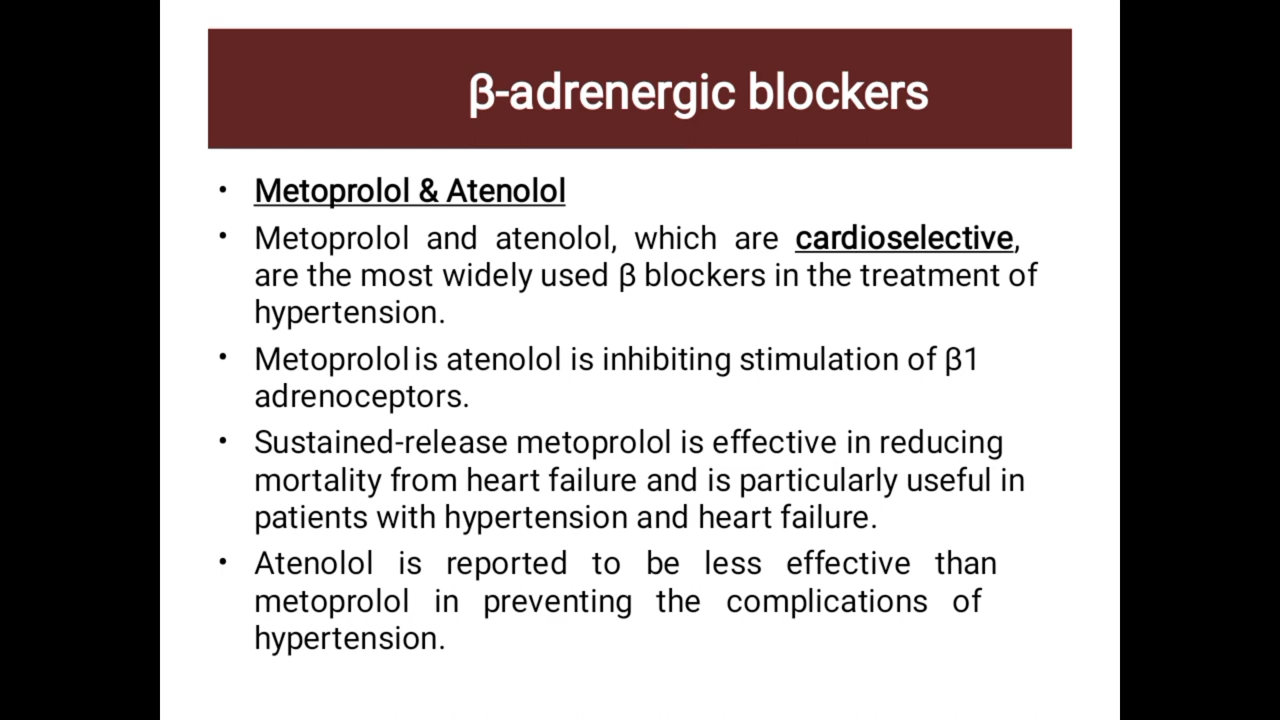 β-adrenergic blockers
• Metoprolol & Atenolol
• Metoprolol and atenolol, which are cardioselective,
are the most widely used β blockers in the treatment of
hypertension.
• Metoprolol is atenolol is inhibiting stimulation of β1
adrenoceptors.
• Sustained-release metoprolol is effective in reducing
mortality from heart failure and is particularly useful in
patients with hypertension and heart failure.
• Atenolol is reported to be less effective than
metoprolol in preventing the complications of
hypertension.